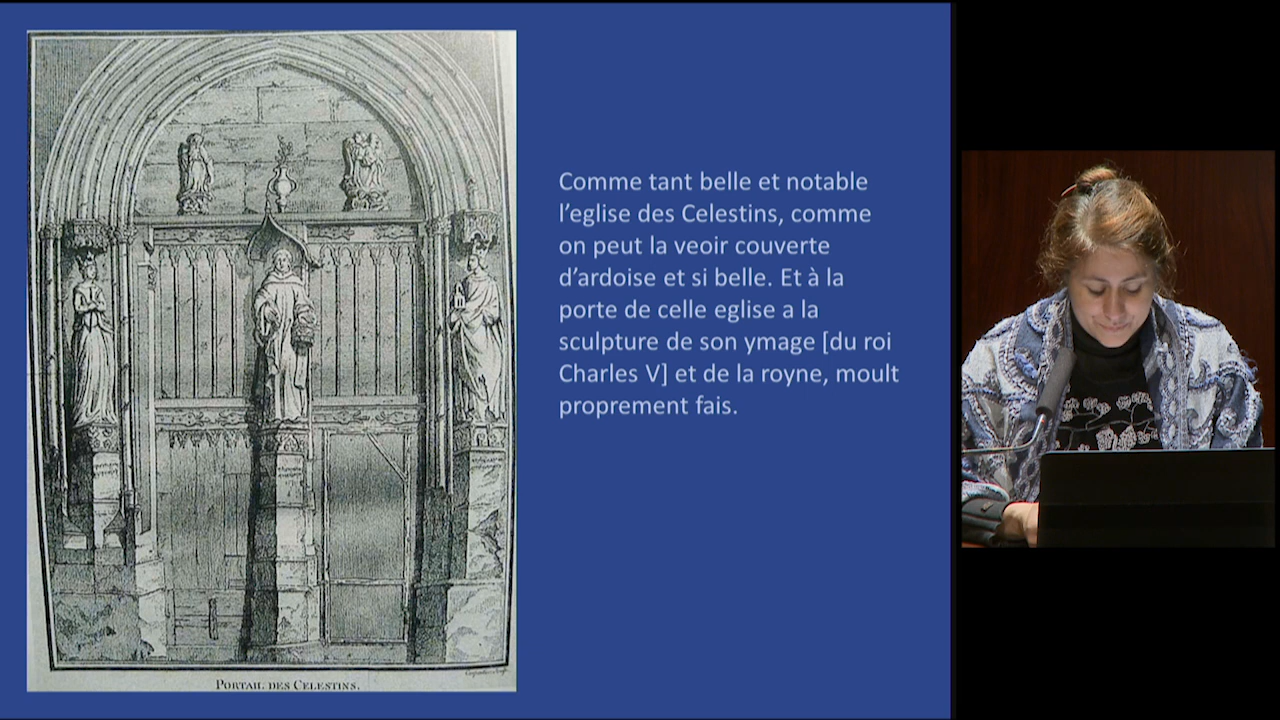 Comme tant belle et notable
l’eglise des Celestins, comme
on peut la veoir couverte
d’ardoise et si belle. Et à la
porte de celle eglise a la
sculpture de son ymage [du roi
Charles V] et de la royne, moult
proprement fais.
PORTAIL DES CELESTINS.